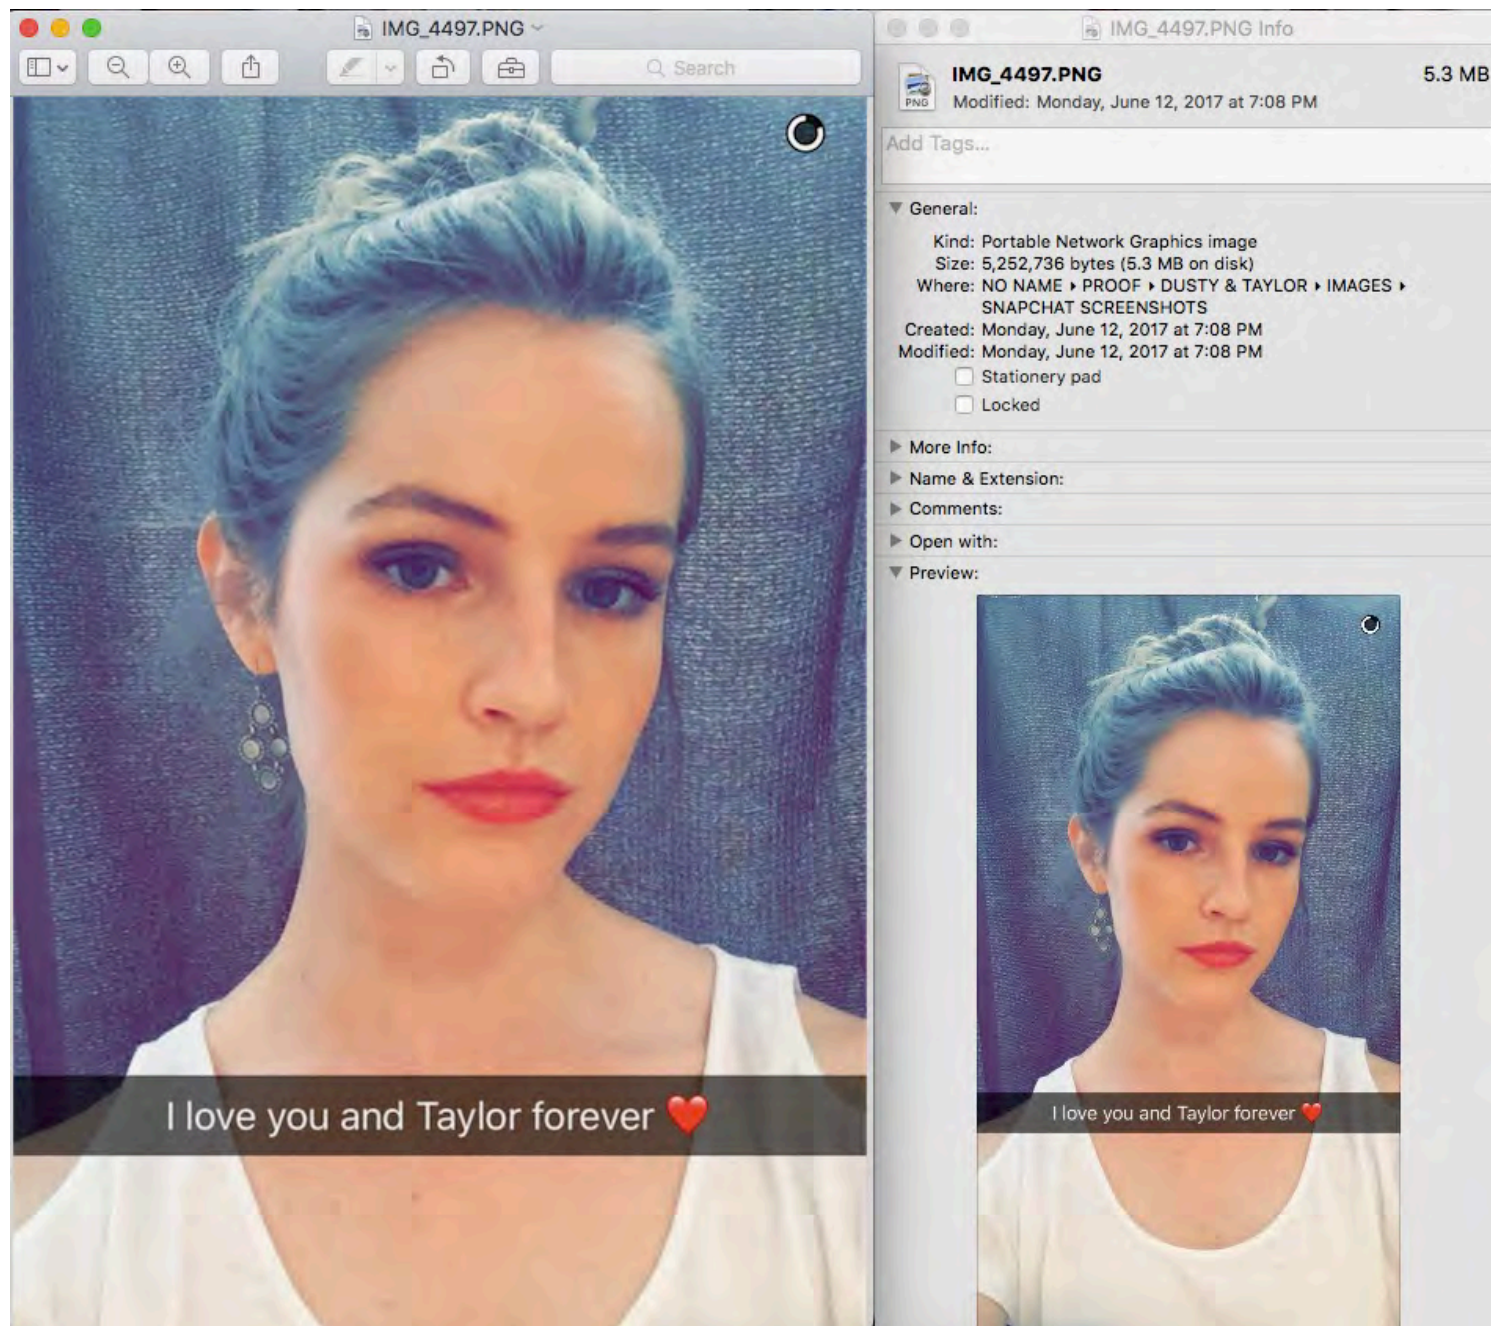 IMG_4497.PNG
Search
I love you and Taylor forever ❤️
IMG_4497.PNG Info
PNG
IMG_4497.PNG
5.3 MB
Modified: Monday, June 12, 2017 at 7:08 PM
Add Tags...
General:
Kind: Portable Network Graphics image
Size: 5,252,736 bytes (5.3 MB on disk)
Where: NO NAME ▸ PROOF ▸ DUSTY & TAYLOR ▸ IMAGES ▸
SNAPCHAT SCREENSHOTS
Created: Monday, June 12, 2017 at 7:08 PM
Modified: Monday, June 12, 2017 at 7:08 PM
Stationery pad
Locked
More Info:
Name & Extension:
Comments:
Open with:
Preview:
I love you and Taylor forever ❤️